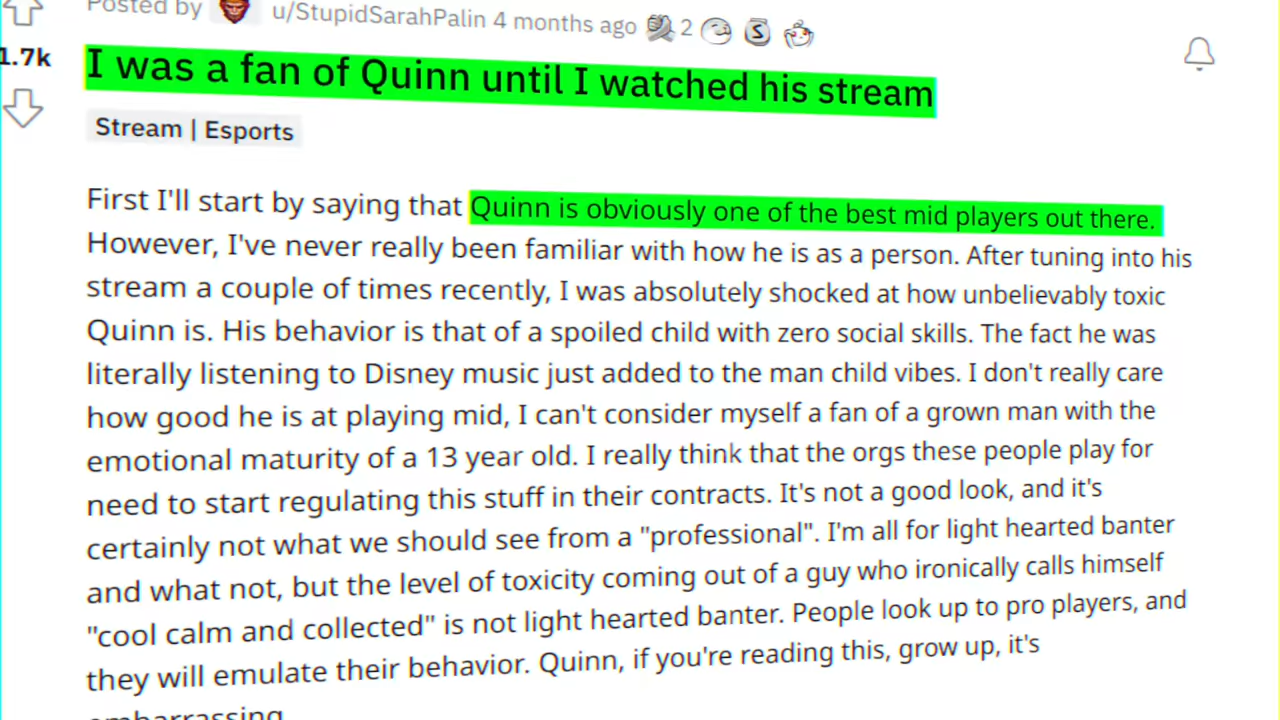 Posted by u/StupidSarahPalin 4 months ago 2 S
1.7k
I was a fan of Quinn until I watched his stream
Stream | Esports
First I'll start by saying that Quinn is obviously one of the best mid players out there.
However, I've never really been familiar with how he is as a person. After tuning into his
stream a couple of times recently, I was absolutely shocked at how unbelievably toxic
Quinn is. His behavior is that of a spoiled child with zero social skills. The fact he was
literally listening to Disney music just added to the man child vibes. I don't really care
how good he is at playing mid, I can't consider myself a fan of a grown man with the
emotional maturity of a 13 year old. I really think that the orgs these people play for
need to start regulating this stuff in their contracts. It's not a good look, and it's
certainly not what we should see from a "professional". I'm all for light hearted banter
and what not, but the level of toxicity coming out of a guy who ironically calls himself
"cool calm and collected" is not light hearted banter. People look up to pro players, and
they will emulate their behavior. Quinn, if you're reading this, grow up, it's
embarrassing